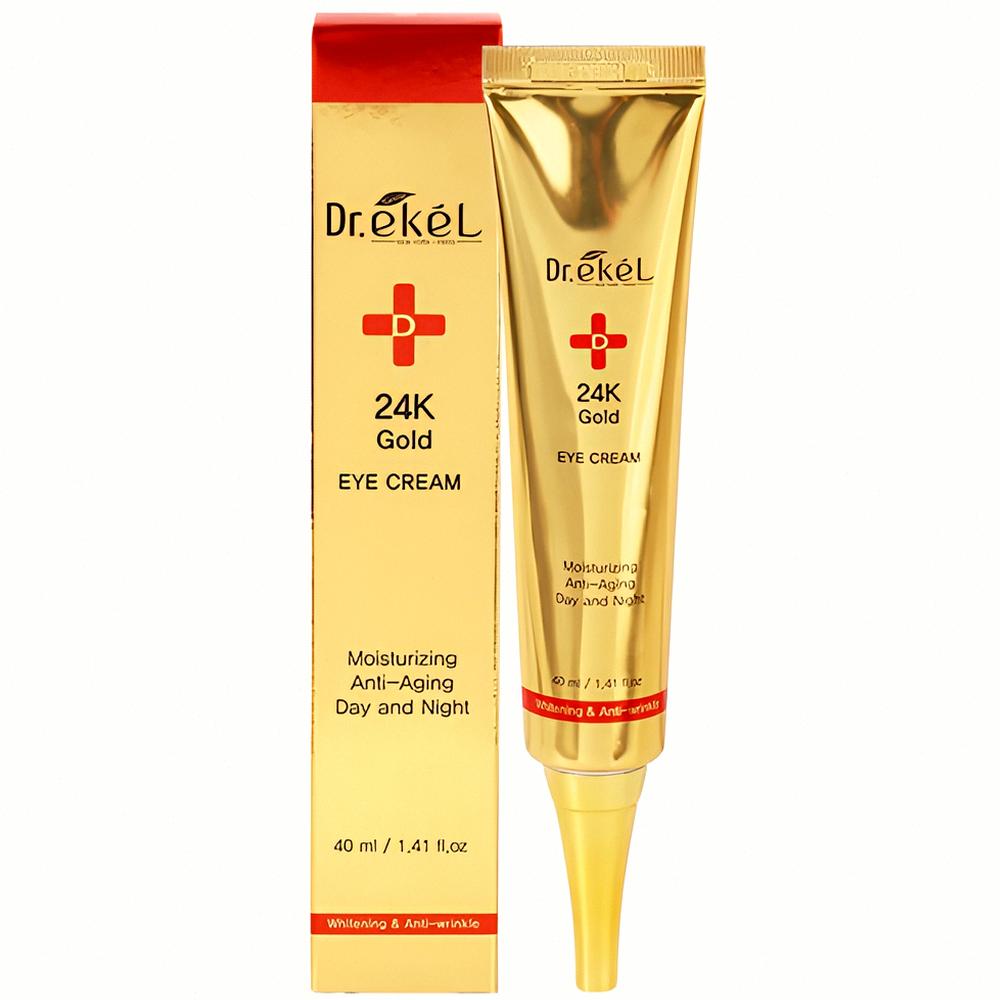 Dr.ékéL
D
24K
Gold
EYE CREAM
Moisturizing
Anti-Aging
Day and Night
40 ml / 1.41 fl.oz
Whitening & Anti-wrinkle
Dr.ékéL
D
24K
Gold
EYE CREAM
Moisturizing
Anti-Aging
Day and Night
40 ml / 1.41 fl.oz
Whitening & Anti-wrinkle